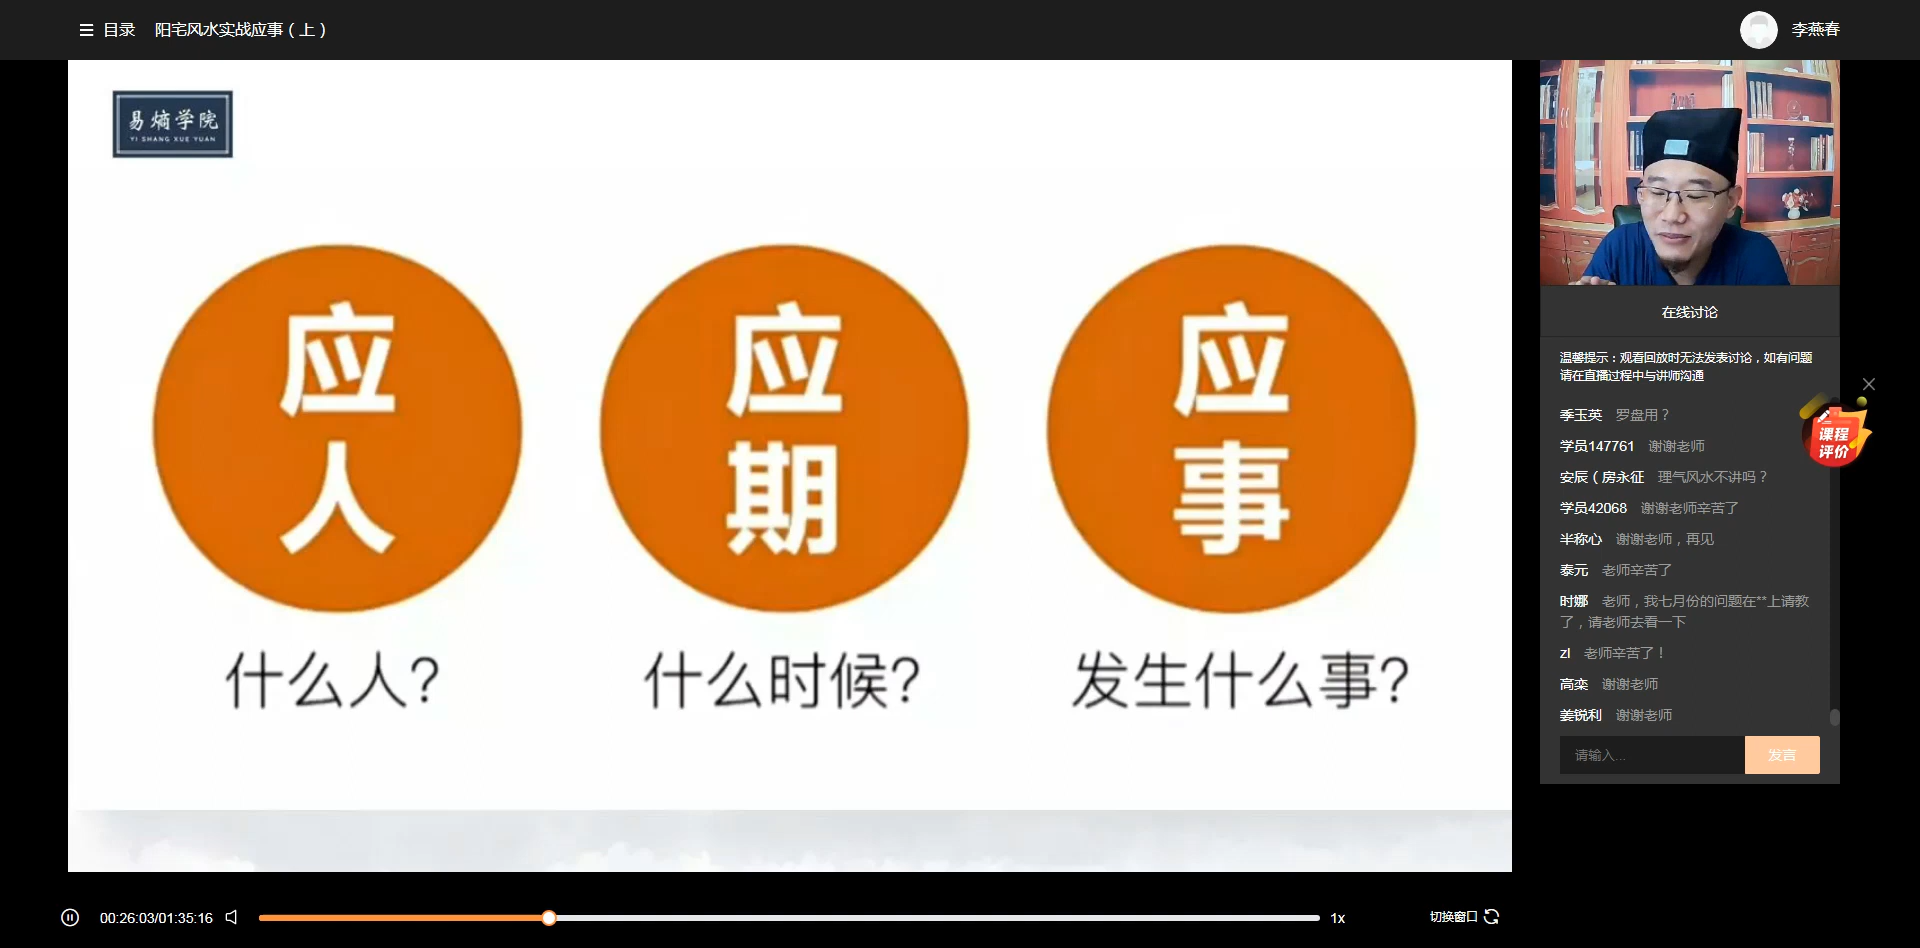 目录 阳宅风水实战应事（上）
李燕春
易熵学院
YI SHANG XUE YUAN
应人
应期
应事
什么人?
什么时候?
发生什么事?
在线讨论
温馨提示：观看回放时无法发表讨论，如有问题
请在直播过程中与讲师沟通
季玉英 罗盘用？
学员147761 谢谢老师
安辰（房永征 理气风水不讲吗？
学员42068 谢谢老师辛苦了
半称心 谢谢老师，再见
泰元 老师辛苦了
时娜 老师，我七月份的问题在**上请教
了，请老师去看一下
zl 老师辛苦了！
高栾 谢谢老师
姜锐利 谢谢老师
课程
评价
请输入... 发言
00:26:03/01:35:16 1x 切换窗口